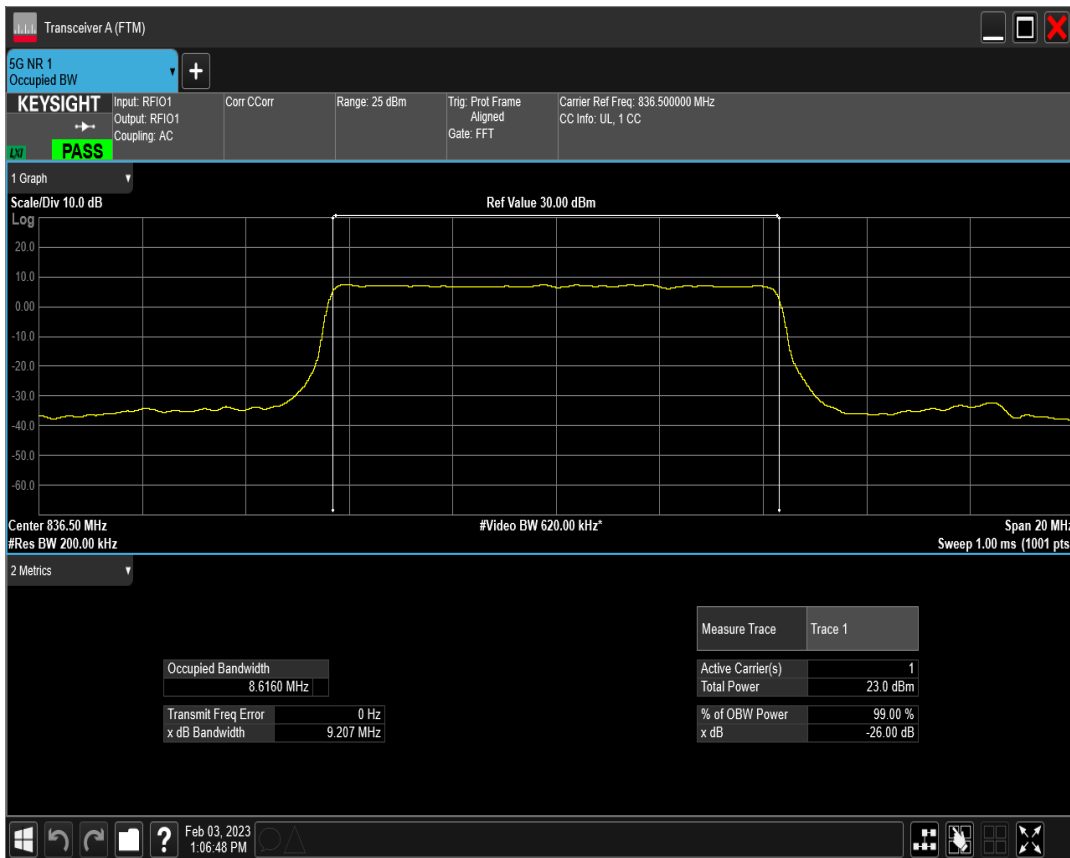 Transceiver A (FTM)
5G NR 1
Occupied BW
+
KEYSIGHT
LXI
PASS
Input: RFIO1
Output: RFIO1
Coupling: AC
Corr CCorr
Range: 25 dBm
Trig: Prot Frame
Aligned
Gate: FFT
Carrier Ref Freq: 836.500000 MHz
CC Info: UL, 1 CC
1 Graph
Scale/Div 10.0 dB
Ref Value 30.00 dBm
Log
20.0
10.0
0.00
-10.0
-20.0
-30.0
-40.0
-50.0
-60.0
Center 836.50 MHz
#Video BW 620.00 kHz*
Span 20 MHz
#Res BW 200.00 kHz
Sweep 1.00 ms (1001 pts
2 Metrics
Measure Trace Trace 1
Occupied Bandwidth
8.6160 MHz
Active Carrier(s) 1
Total Power 23.0 dBm
Transmit Freq Error 0 Hz
x dB Bandwidth 9.207 MHz
% of OBW Power 99.00 %
x dB -26.00 dB
?
Feb 03, 2023
1:06:48 PM